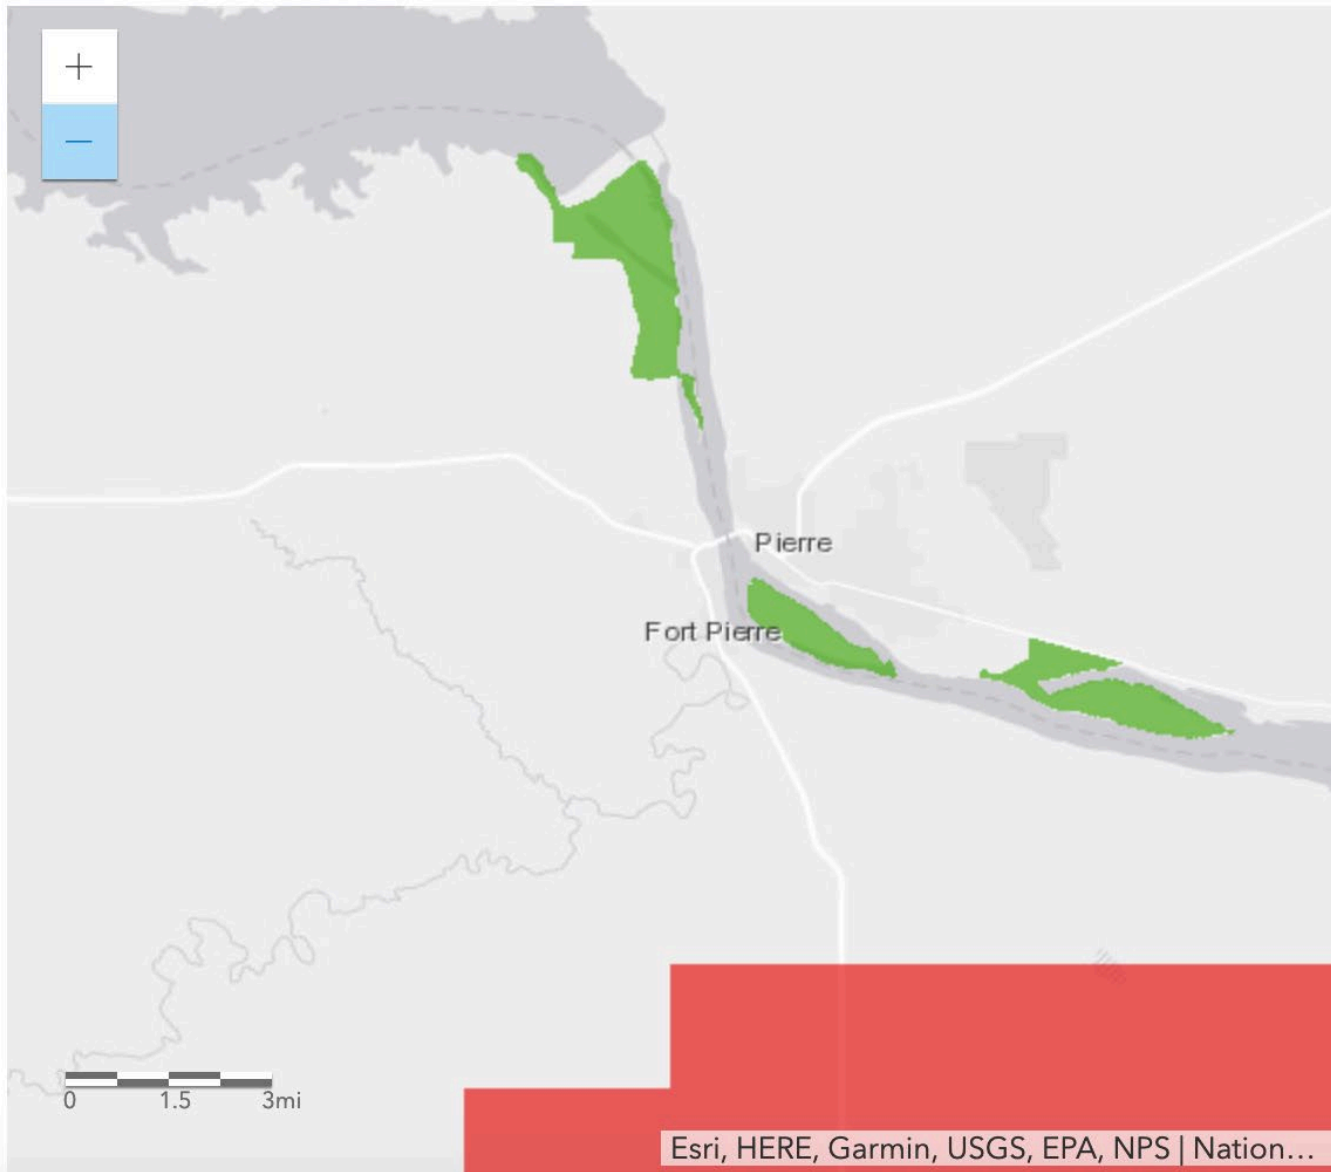 +
−
Pierre
Fort Pierre
0 1.5 3mi
Esri, HERE, Garmin, USGS, EPA, NPS | Nation...